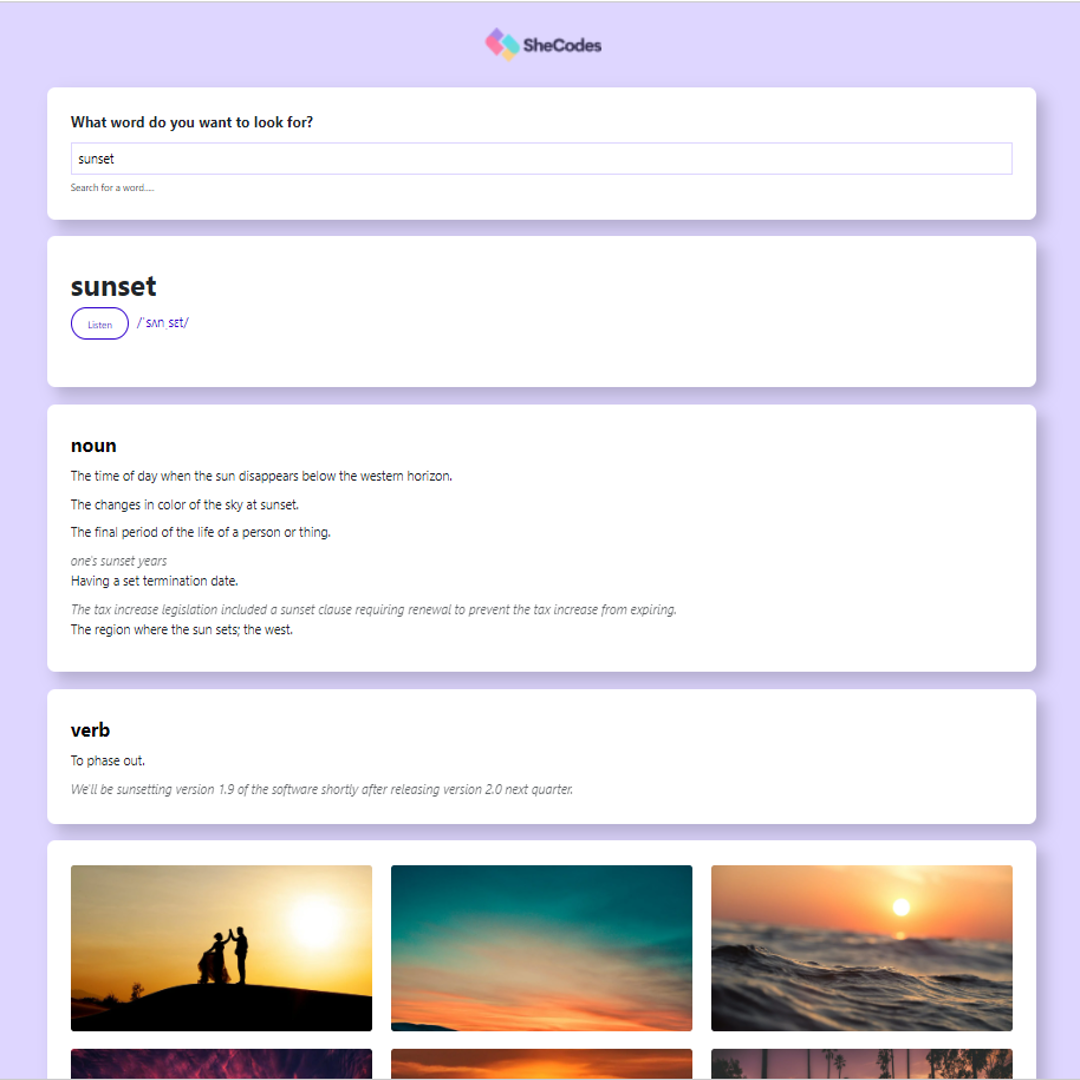 SheCodes
What word do you want to look for?
sunset
Search for a word....
sunset
Listen /ˈsʌnˌsɛt/
noun
The time of day when the sun disappears below the western horizon.
The changes in color of the sky at sunset.
The final period of the life of a person or thing.
one's sunset years
Having a set termination date.
The tax increase legislation included a sunset clause requiring renewal to prevent the tax increase from expiring.
The region where the sun sets; the west.
verb
To phase out.
We'll be sunsetting version 1.9 of the software shortly after releasing version 2.0 next quarter.